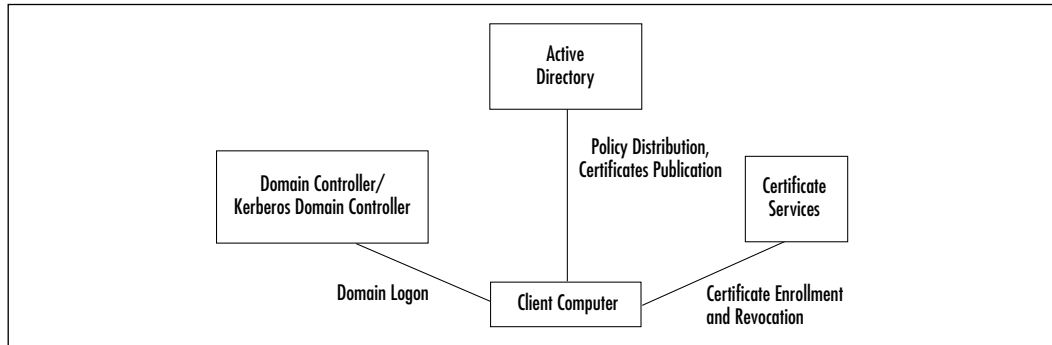 Active
Directory
Policy Distribution,
Certificates Publication
Domain Controller/
Kerberos Domain Controller
Certificate
Services
Domain Logon
Client Computer
Certificate Enrollment
and Revocation